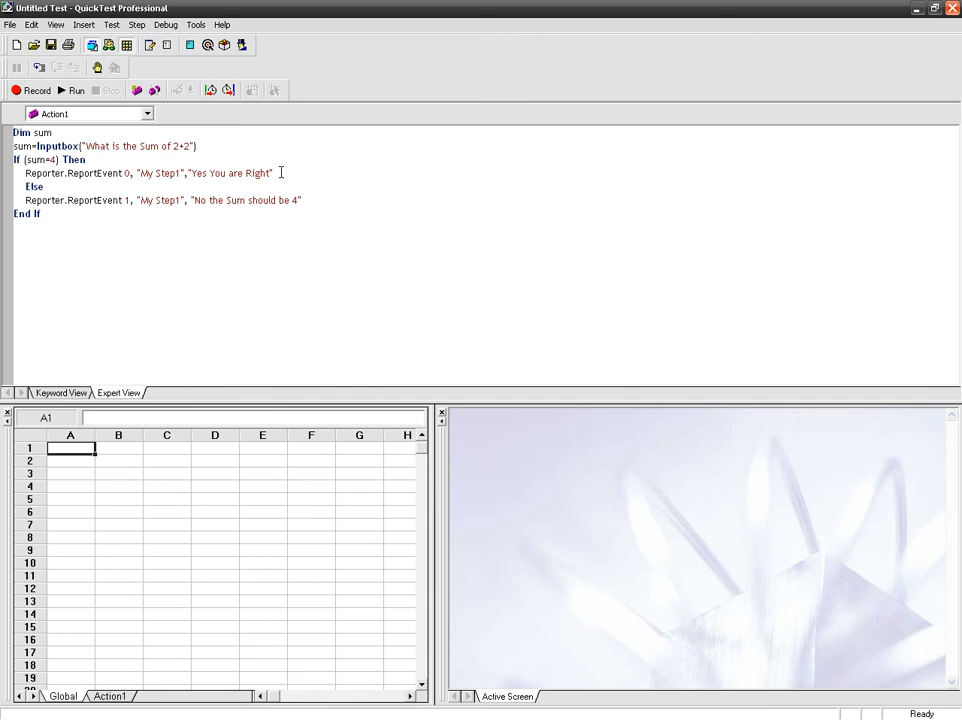 Untitled Test - QuickTest Professional
File Edit View Insert Test Step Debug Tools Help
Record Run Stop
Action1
Dim sum
sum=Inputbox("What is the Sum of 2+2")
If (sum=4) Then
Reporter.ReportEvent 0, "My Step1","Yes You are Right"
Else
Reporter.ReportEvent 1, "My Step1", "No the Sum should be 4"
End If
Keyword View Expert View
A1
A B C D E F G H
1
2
3
4
5
6
7
8
9
10
11
12
13
14
15
16
17
18
19
Global Action1
Active Screen
Ready